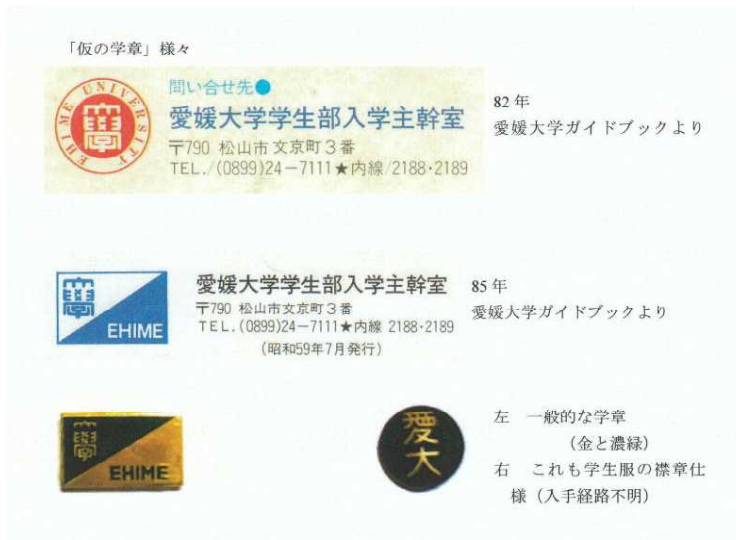 「仮の学章」様々
EHIME UNIVERSITY
學
問い合せ先●
愛媛大学学生部入学主幹室
〒790 松山市文京町3番
TEL./(0899)24-7111★内線/2188・2189
82年
愛媛大学ガイドブックより
學
EHIME
愛媛大学学生部入学主幹室
〒790 松山市文京町3番
TEL.(0899)24-7111★内線 2188・2189
(昭和59年7月発行)
85年
愛媛大学ガイドブックより
學
EHIME
愛大
左 一般的な学章
(金と濃緑)
右 これも学生服の襟章仕
様(入手経路不明)